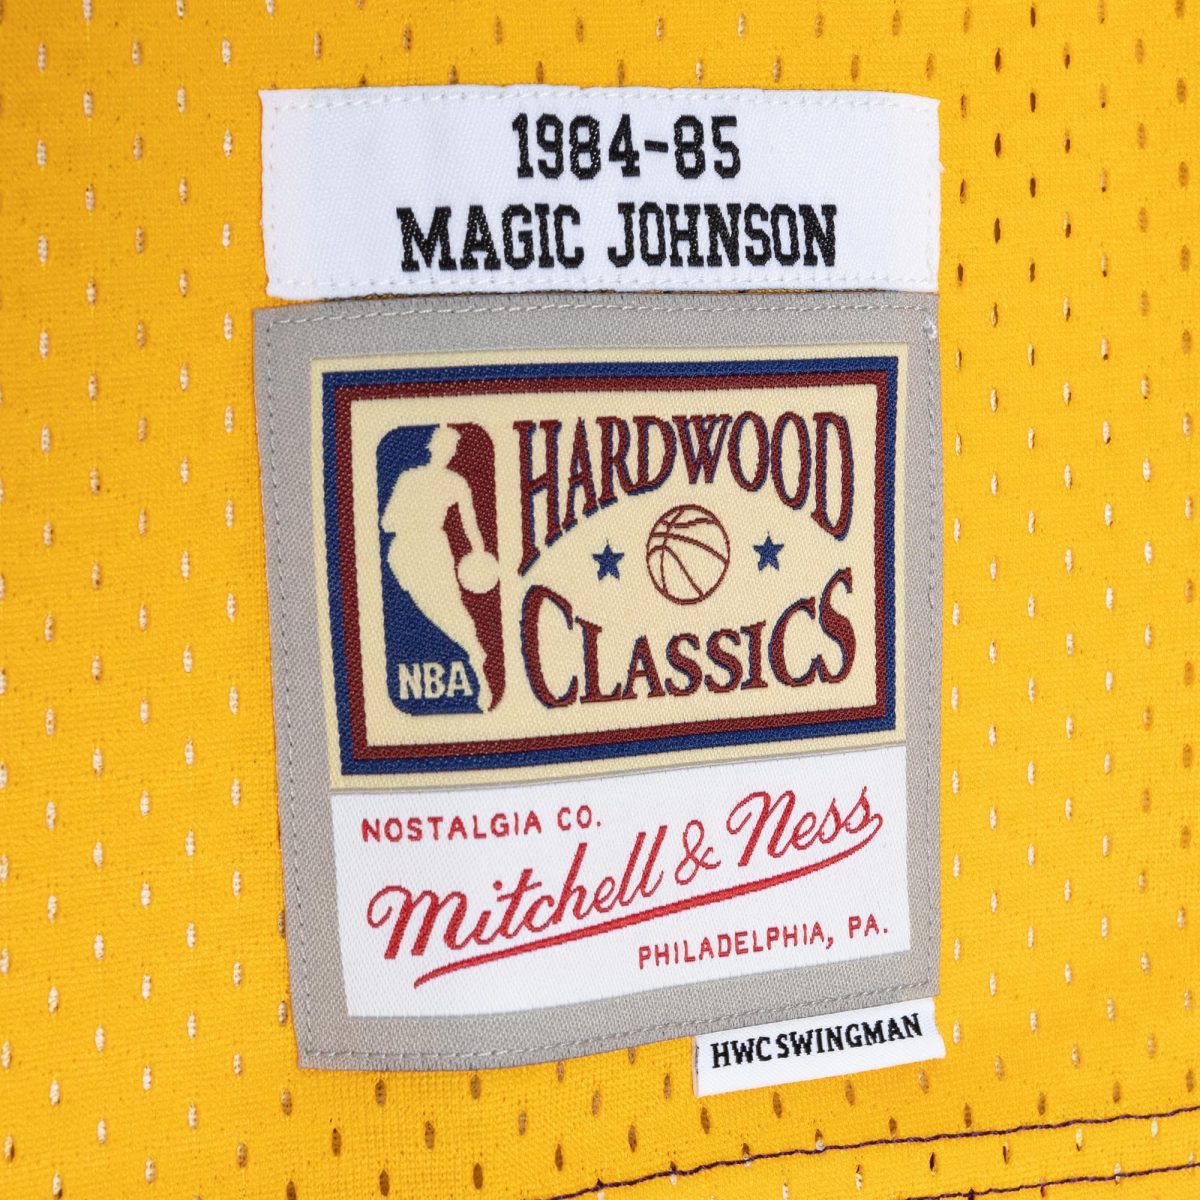 1984-85
MAGIC JOHNSON
HARDWOOD
CLASSICS
NBA
NOSTALGIA CO.
Mitchell & Ness
PHILADELPHIA, PA.
HWC SWINGMAN